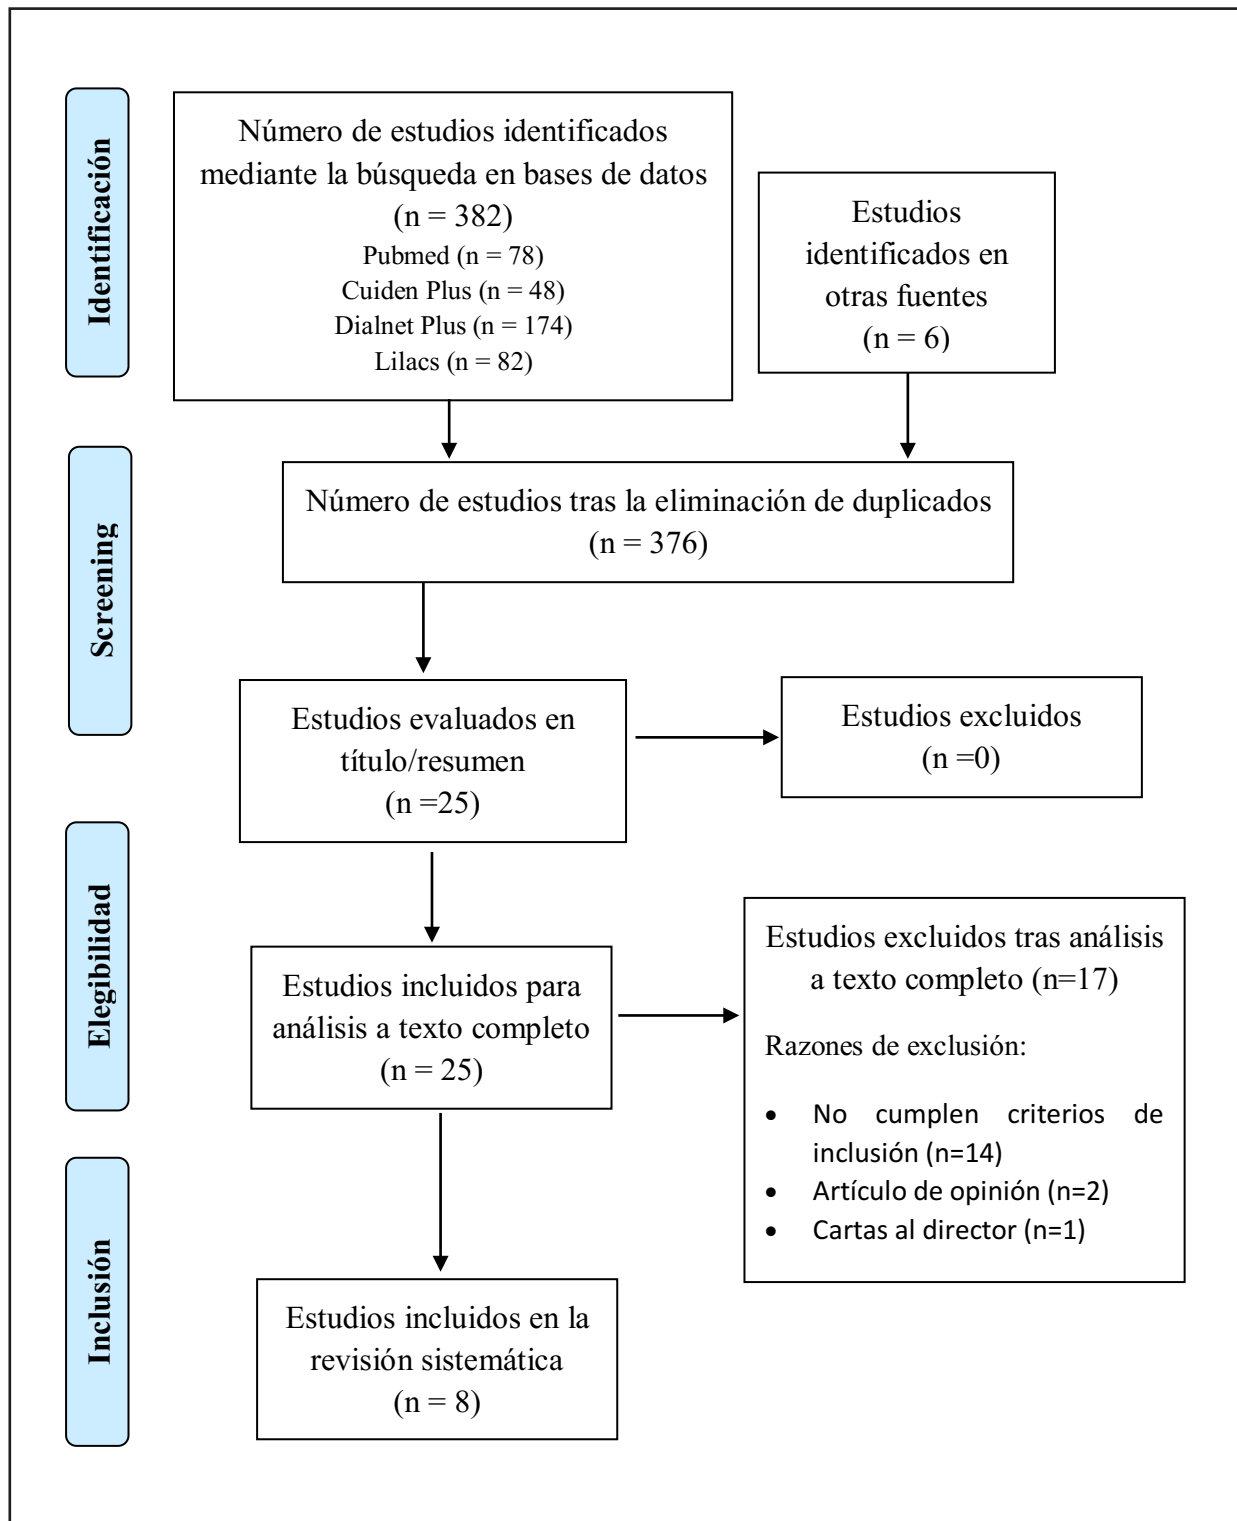 Identificación
Número de estudios identificados
mediante la búsqueda en bases de datos
(n = 382)
Pubmed (n = 78)
Cuiden Plus (n = 48)
Dialnet Plus (n = 174)
Lilacs (n = 82)
Estudios
identificados en
otras fuentes
(n = 6)
Screening
Número de estudios tras la eliminación de duplicados
(n = 376)
Estudios evaluados en
título/resumen
(n =25)
Estudios excluidos
(n =0)
Elegibilidad
Estudios incluidos para
análisis a texto completo
(n = 25)
Estudios excluidos tras análisis
a texto completo (n=17)
Razones de exclusión:
• No cumplen criterios de
inclusión (n=14)
• Artículo de opinión (n=2)
• Cartas al director (n=1)
Inclusión
Estudios incluidos en la
revisión sistemática
(n = 8)